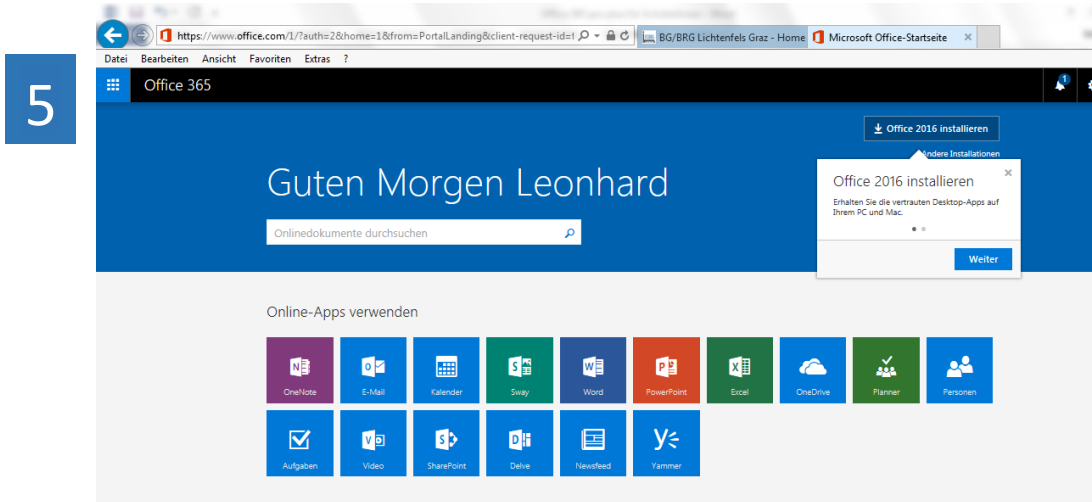 5
https://www.office.com/1/?auth=2&home=1&from=PortalLanding&client-request-id=
BG/BRG Lichtenfels Graz - Home
Microsoft Office-Startseite
Datei Bearbeiten Ansicht Favoriten Extras ?
Office 365
1
Office 2016 installieren
Andere Installationen
Guten Morgen Leonhard
Office 2016 installieren
Erhalten Sie die vertrauten Desktop-Apps auf
Ihrem PC und Mac.
Onlinedokumente durchsuchen
Weiter
Online-Apps verwenden
OneNote E-Mail Kalender Sway Word PowerPoint Excel OneDrive Planner Personen
Aufgaben Video SharePoint Delve Newsfeed Yammer